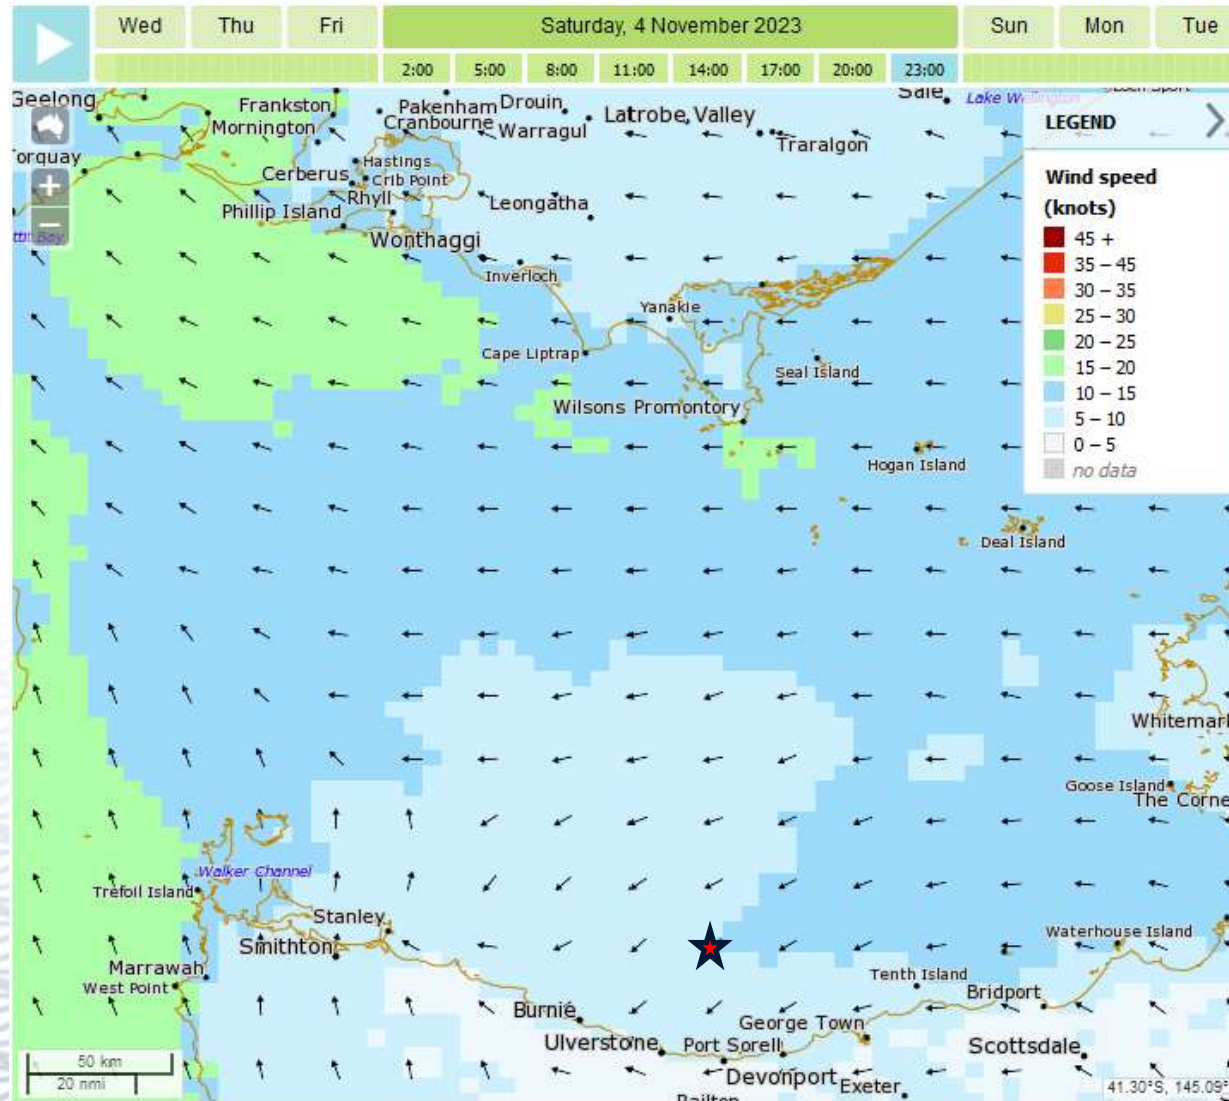 Wed Thu Fri Saturday, 4 November 2023 Sun Mon Tue
2:00 5:00 8:00 11:00 14:00 17:00 20:00 23:00
Geelong
Frankston
Pakenham
Drouin
Sale
Mornington
Cranbourne
Warragul
Latrobe Valley
LEGEND
Torquay
Traralgon
Hastings
Cerberus
Crib Point
Wind speed
(knots)
45 +
35 – 45
30 – 35
25 – 30
20 – 25
15 – 20
10 – 15
5 – 10
0 – 5
no data
+
−
Rhyll
Phillip Island
Leongatha
Wonthaggi
Inverloch
Yanakie
Cape Liptrap
Seal Island
Wilsons Promontory
Hogan Island
Deal Island
Whitemar
Goose Island
The Corne
Walker Channel
Trefoil Island
Stanley
Smithton
Waterhouse Island
Marrawah
West Point
Tenth Island
Bridport
Burnie
George Town
Ulverstone
Port Sorell
Scottsdale
50 km
20 nmi
Devonport
Exeter
41.30°S, 145.09°